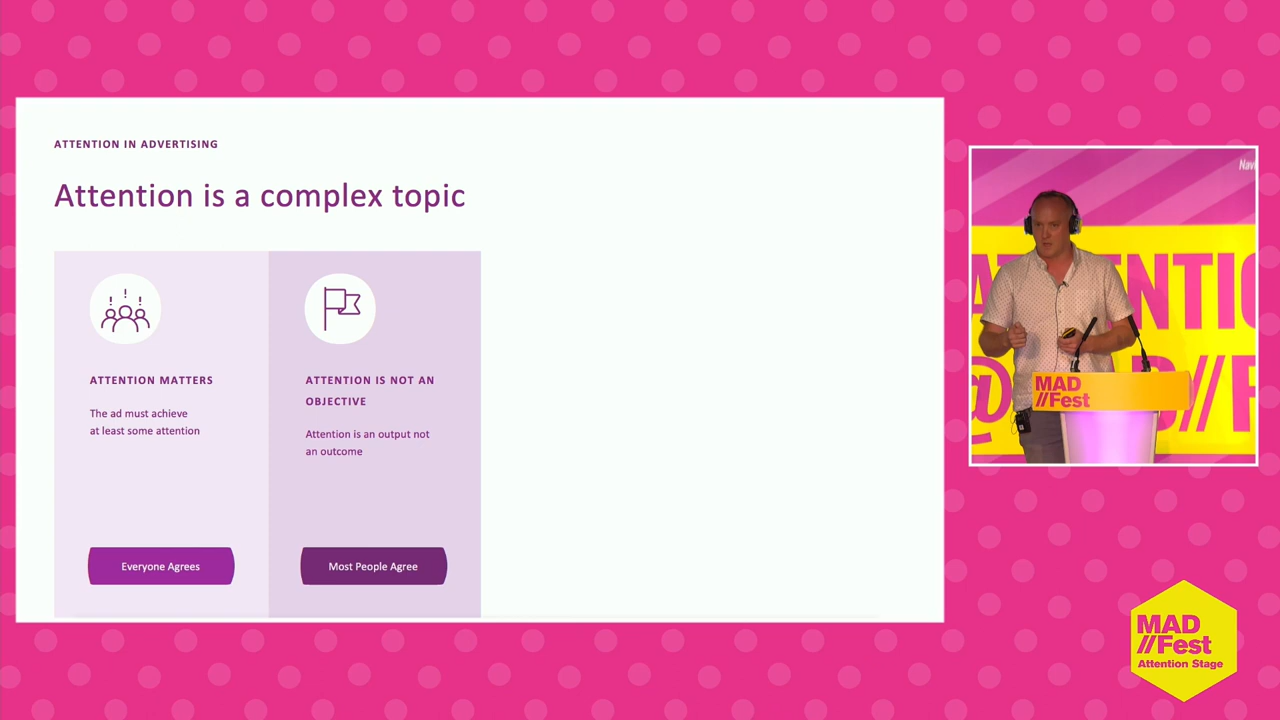 ATTENTION IN ADVERTISING
Attention is a complex topic
ATTENTION MATTERS
The ad must achieve
at least some attention
Everyone Agrees
ATTENTION IS NOT AN
OBJECTIVE
Attention is an output not
an outcome
Most People Agree
MAD
//Fest
MAD
//Fest
Attention Stage